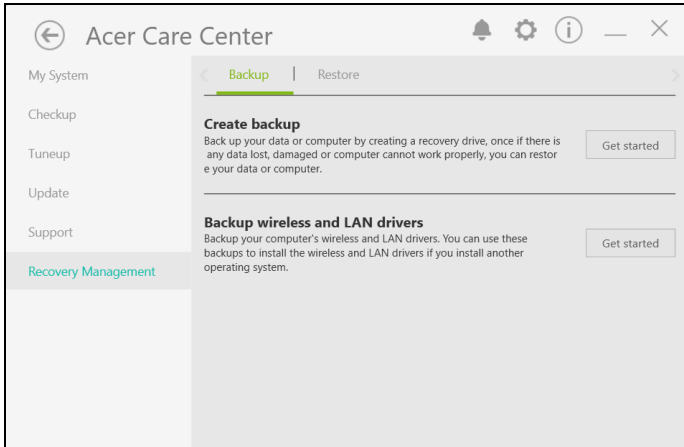 Acer Care Center
My System
Backup | Restore
Checkup
Create backup
Back up your data or computer by creating a recovery drive, once if there is
any data lost, damaged or computer cannot work properly, you can restor
e your data or computer.
Get started
Tuneup
Update
Support
Backup wireless and LAN drivers
Backup your computer's wireless and LAN drivers. You can use these
backups to install the wireless and LAN drivers if you install another
operating system.
Get started
Recovery Management